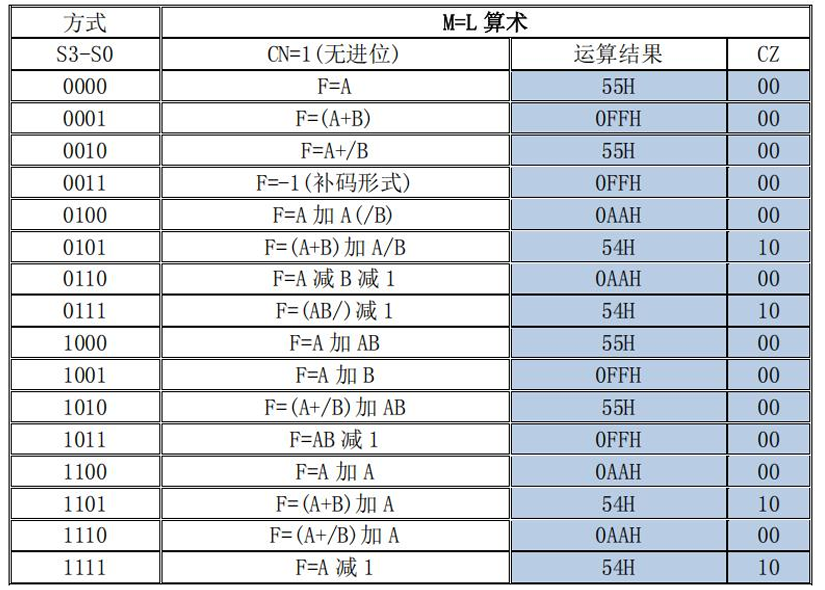 方式 M=L 算术
S3-S0 CN=1(无进位) 运算结果 CZ
0000 F=A 55H 00
0001 F=(A+B) 0FFH 00
0010 F=A+/B 55H 00
0011 F=-1(补码形式) 0FFH 00
0100 F=A 加 A(/B) 0AAH 00
0101 F=(A+B)加 A/B 54H 10
0110 F=A 减 B 减 1 0AAH 00
0111 F=(AB/)减 1 54H 10
1000 F=A 加 AB 55H 00
1001 F=A 加 B 0FFH 00
1010 F=(A+/B)加 AB 55H 00
1011 F=AB 减 1 0FFH 00
1100 F=A 加 A 0AAH 00
1101 F=(A+B)加 A 54H 10
1110 F=(A+/B)加 A 0AAH 00
1111 F=A 减 1 54H 10